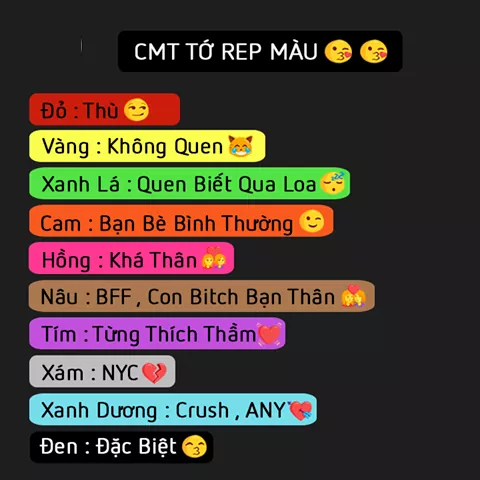 CMT TỚ REP MÀU 😘 😘
Đỏ : Thù 😏
Vàng : Không Quen 😹
Xanh Lá : Quen Biết Qua Loa 😴
Cam : Bạn Bè Bình Thường 😉
Hồng : Khá Thân 👭
Nâu : BFF , Con Bitch Bạn Thân 👩‍❤️‍👩
Tím : Từng Thích Thầm 💓
Xám : NYC 💔
Xanh Dương : Crush , ANY 💘
Đen : Đặc Biệt 😙